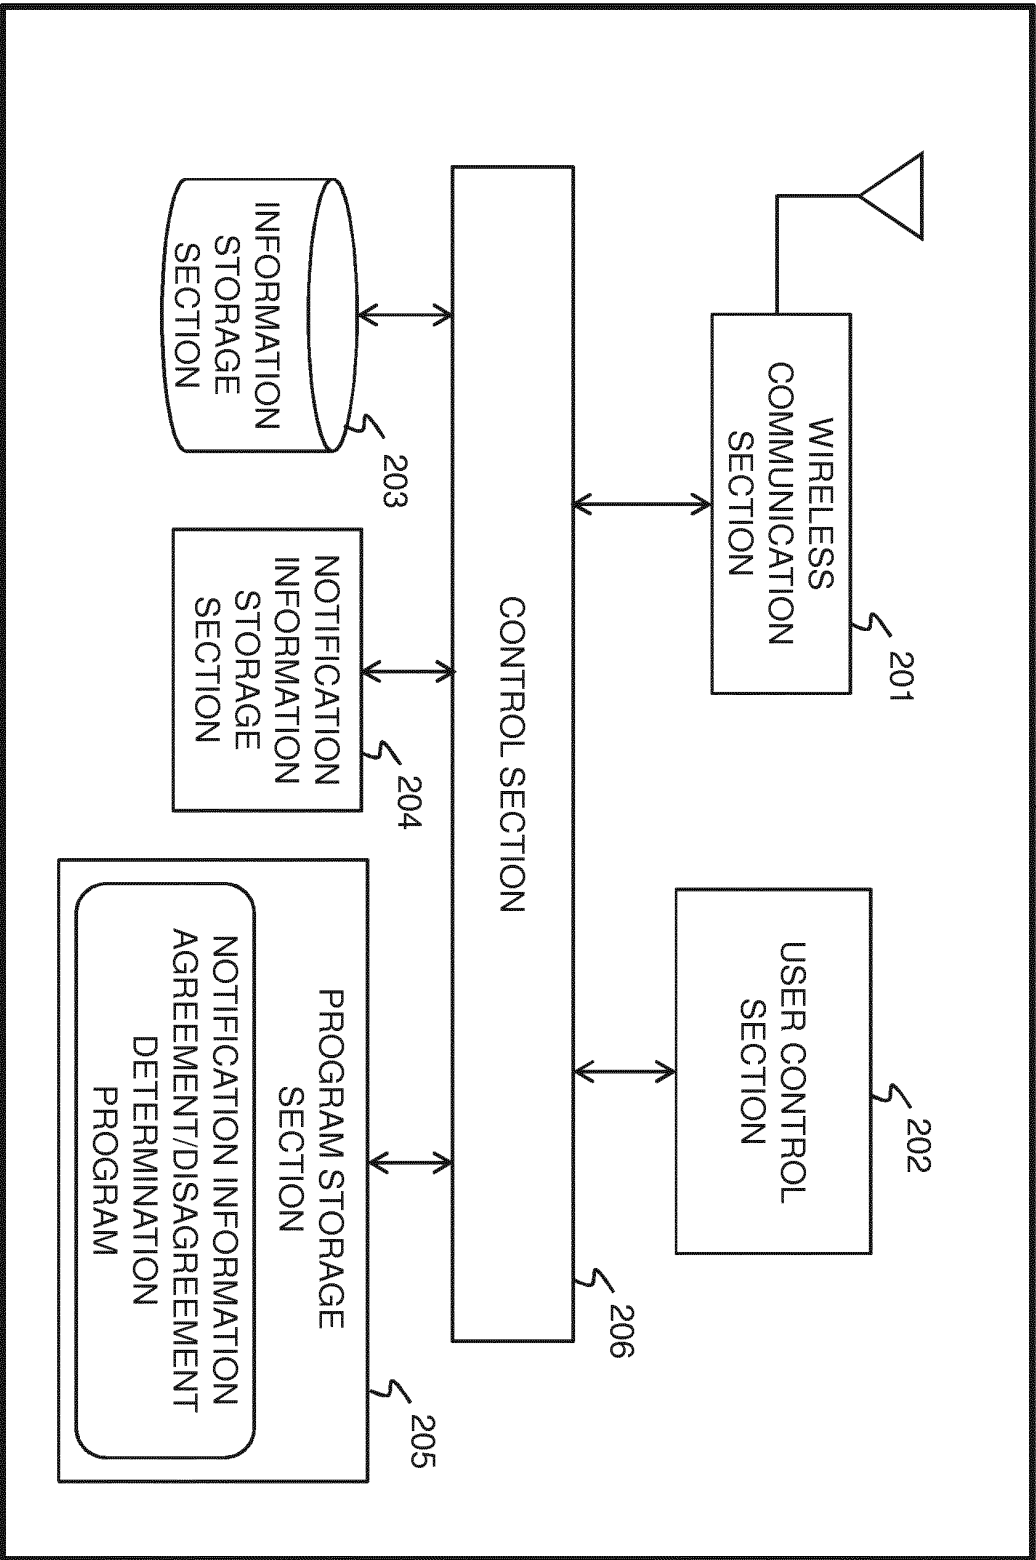 WIRELESS
COMMUNICATION
SECTION
201
USER CONTROL
SECTION
202
CONTROL SECTION
206
INFORMATION
STORAGE
SECTION
203
NOTIFICATION
INFORMATION
STORAGE
SECTION
204
PROGRAM STORAGE
SECTION
205
NOTIFICATION INFORMATION
AGREEMENT/DISAGREEMENT
DETERMINATION
PROGRAM